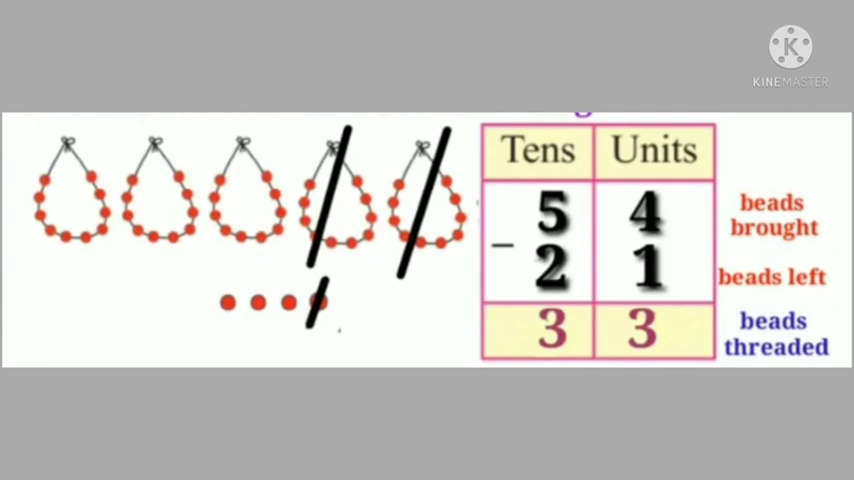 KINEMASTER
Tens Units
5 4
beads
brought
− 2 1
beads left
3 3
beads
threaded